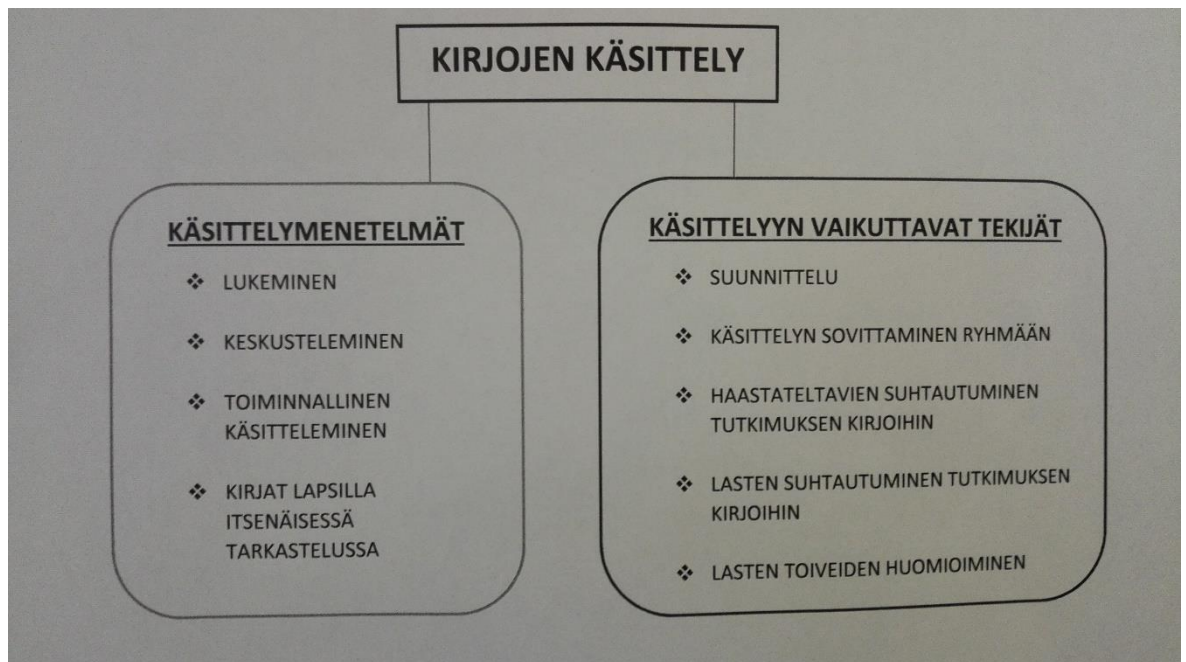 KIRJOJEN KÄSITTELY
KÄSITTELYMENETELMÄT
❖ LUKEMINEN
❖ KESKUSTELEMINEN
❖ TOIMINNALLINEN
KÄSITTELEMINEN
❖ KIRJAT LAPSILLA
ITSENÄISESSÄ
TARKASTELUSSA
KÄSITTELYYN VAIKUTTAVAT TEKIJÄT
❖ SUUNNITTELU
❖ KÄSITTELYN SOVITTAMINEN RYHMÄÄN
❖ HAASTATELTAVIEN SUHTAUTUMINEN
TUTKIMUKSEN KIRJOIHIN
❖ LASTEN SUHTAUTUMINEN TUTKIMUKSEN
KIRJOIHIN
❖ LASTEN TOIVEIDEN HUOMIOIMINEN